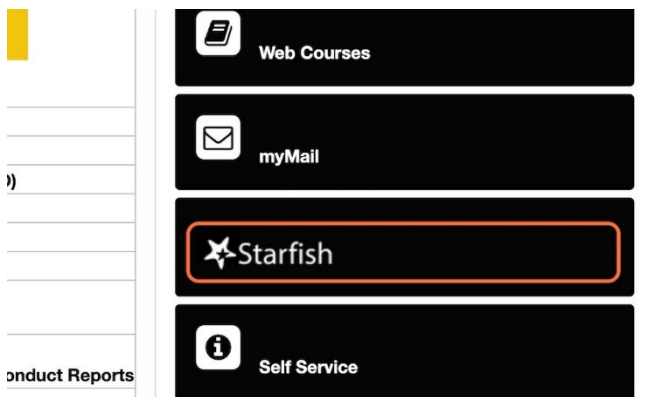 Web Courses
myMail
)
Starfish
Self Service
onduct Reports